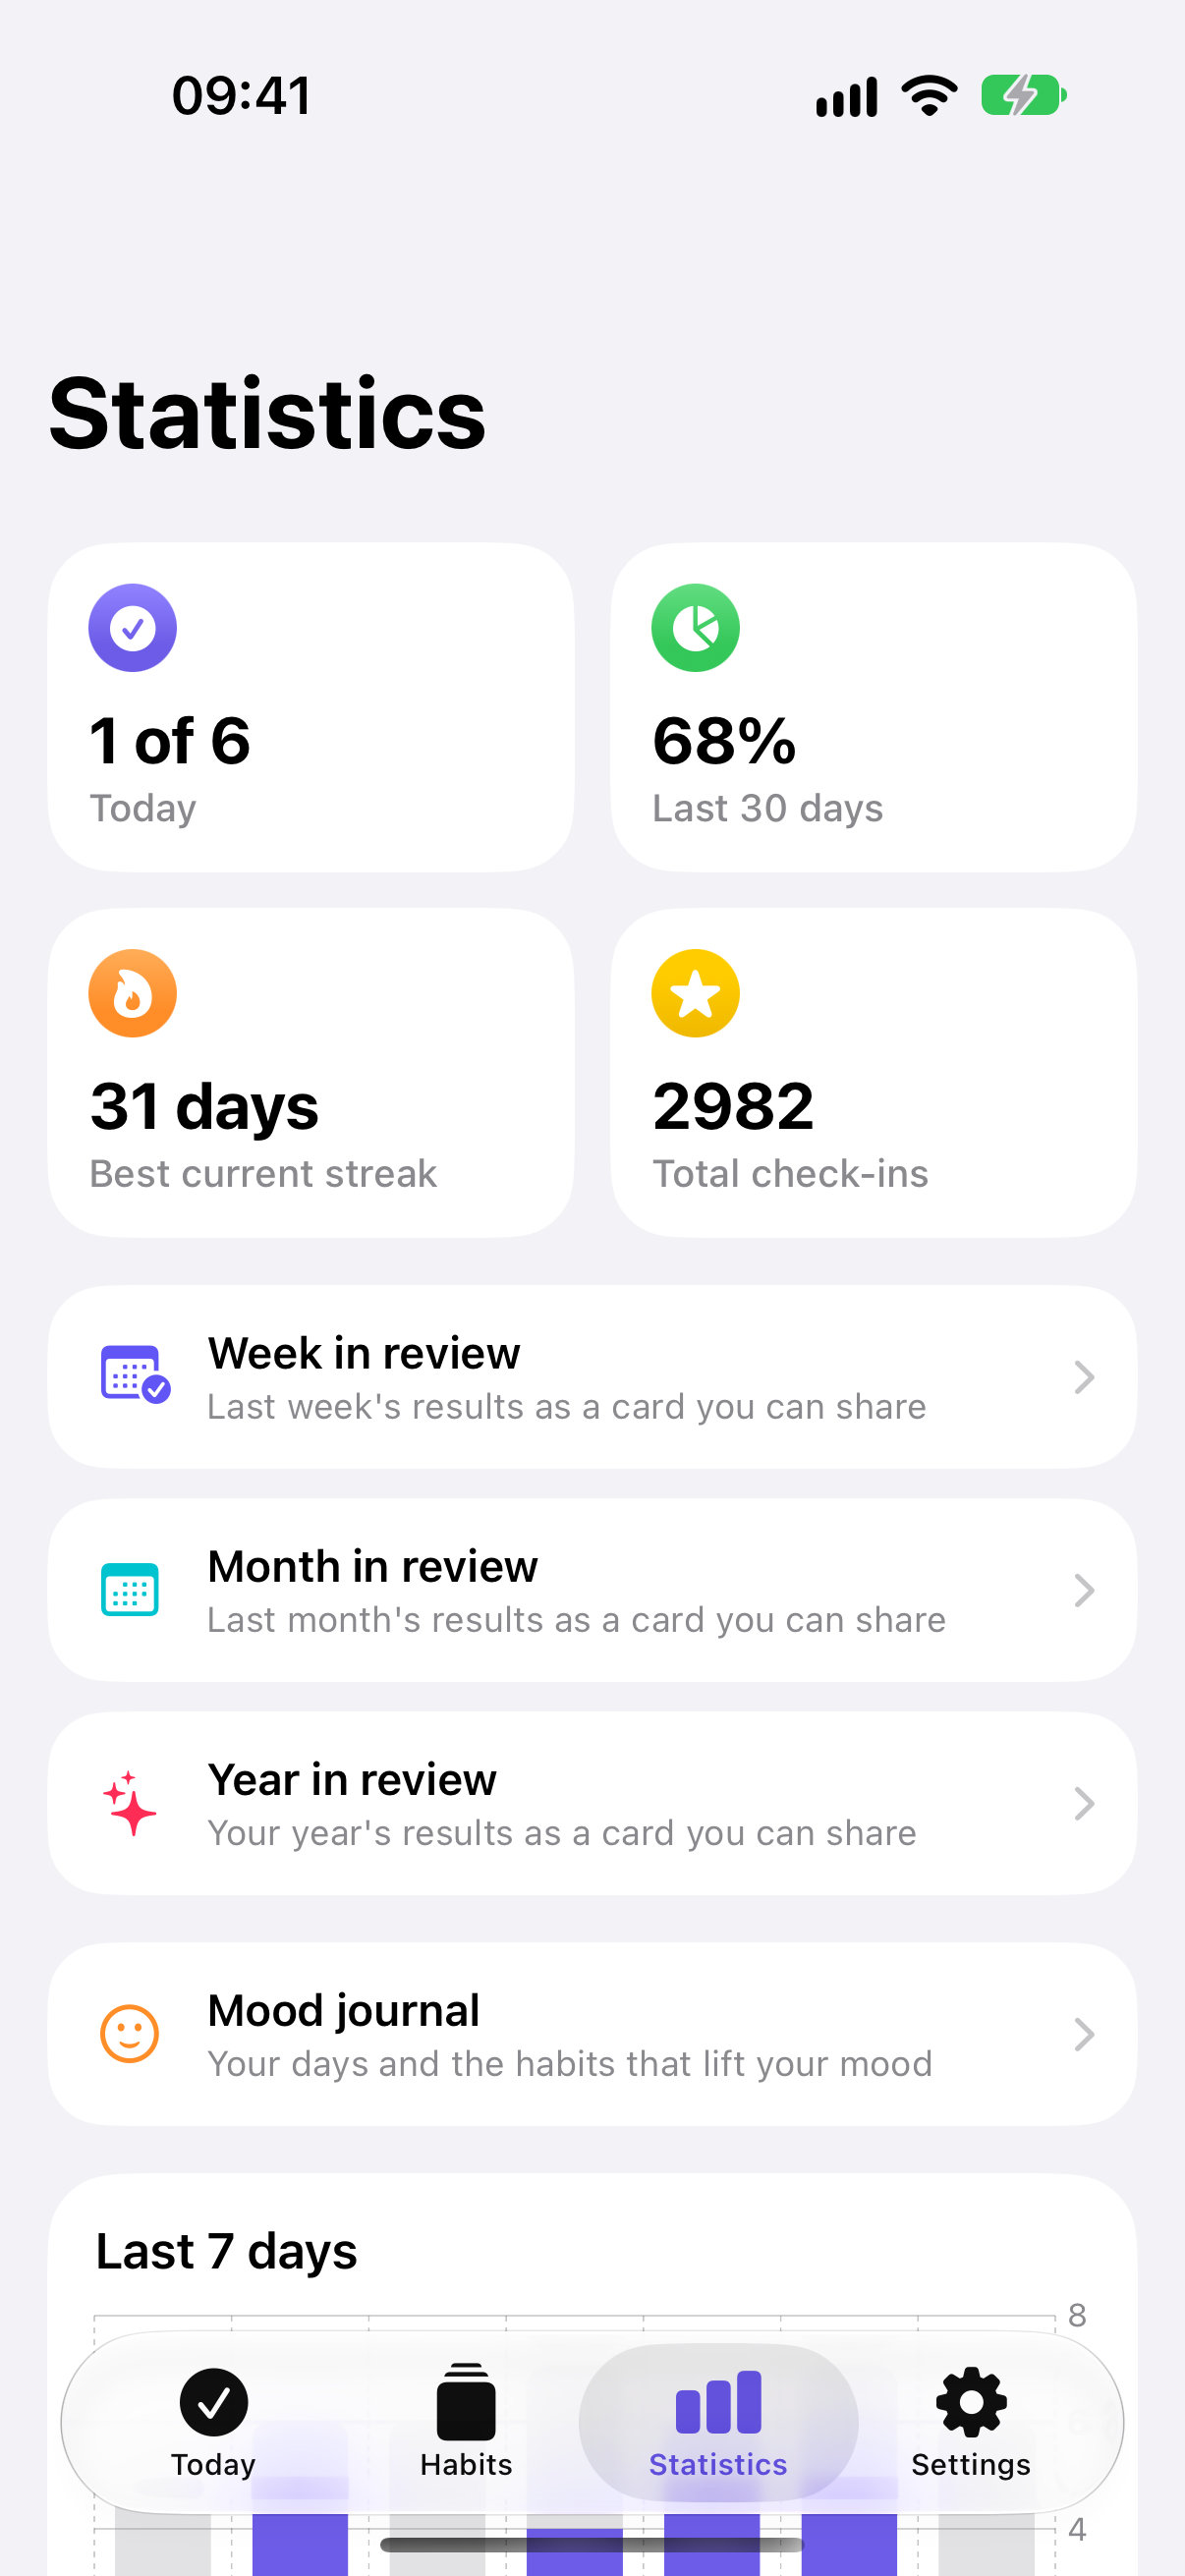 09:41
Statistics
1 of 6
Today
68%
Last 30 days
31 days
Best current streak
2982
Total check-ins
Week in review
Last week's results as a card you can share
Month in review
Last month's results as a card you can share
Year in review
Your year's results as a card you can share
Mood journal
Your days and the habits that lift your mood
Last 7 days
8
Today
Habits
Statistics
Settings
4